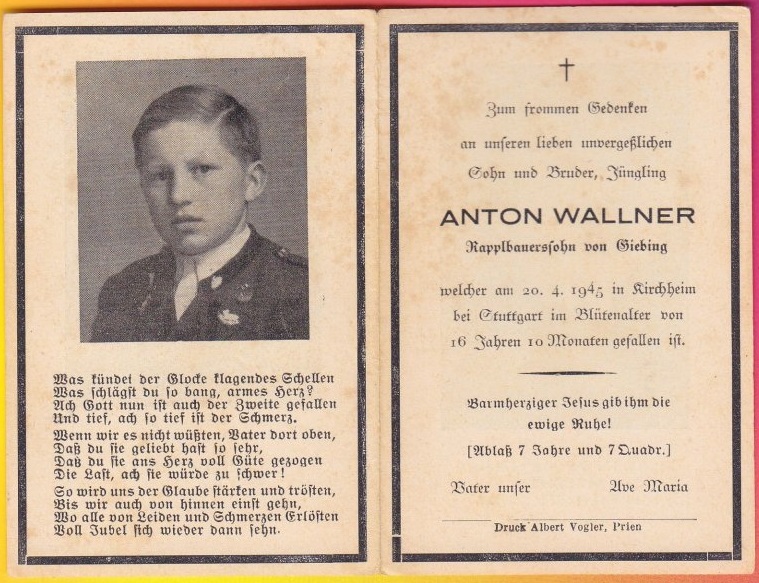 Was kündet der Glocke klagendes Schellen
Was schlägst du so bang, armes Herz?
Ach Gott nun ist auch der Zweite gefallen
Und tief, ach so tief ist der Schmerz.
Wenn wir es nicht wüßten, Vater dort oben,
Daß du sie geliebt hast so sehr,
Daß du sie ans Herz voll Güte gezogen
Die Last, ach sie würde zu schwer!
So wird uns der Glaube stärken und trösten,
Bis wir auch von hinnen einst gehn,
Wo alle von Leiden und Schmerzen Erlösten
Voll Jubel sich wieder dann sehn.
Zum frommen Gedenken
an unseren lieben unvergeßlichen
Sohn und Bruder, Jüngling
ANTON WALLNER
Rapplbauerssohn von Giebing
welcher am 20. 4. 1945 in Kirchheim
bei Stuttgart im Blütenalter von
16 Jahren 10 Monaten gefallen ist.
Barmherziger Jesus gib ihm die
ewige Ruhe!
[Ablaß 7 Jahre und 7 Quadr.]
Vater unser Ave Maria
Druck Albert Vogler, Prien